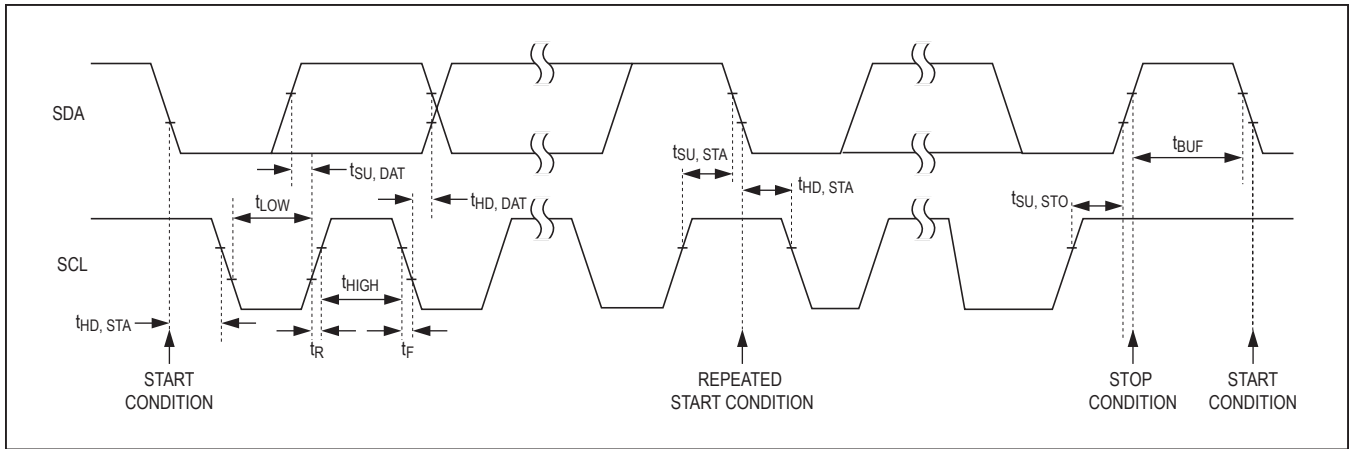 SDA
tSU, DAT
tLOW
tHD, DAT
tSU, STA
tHD, STA
tBUF
tSU, STO
SCL
tHIGH
tHD, STA
tR
tF
START
CONDITION
REPEATED
START CONDITION
STOP
CONDITION
START
CONDITION